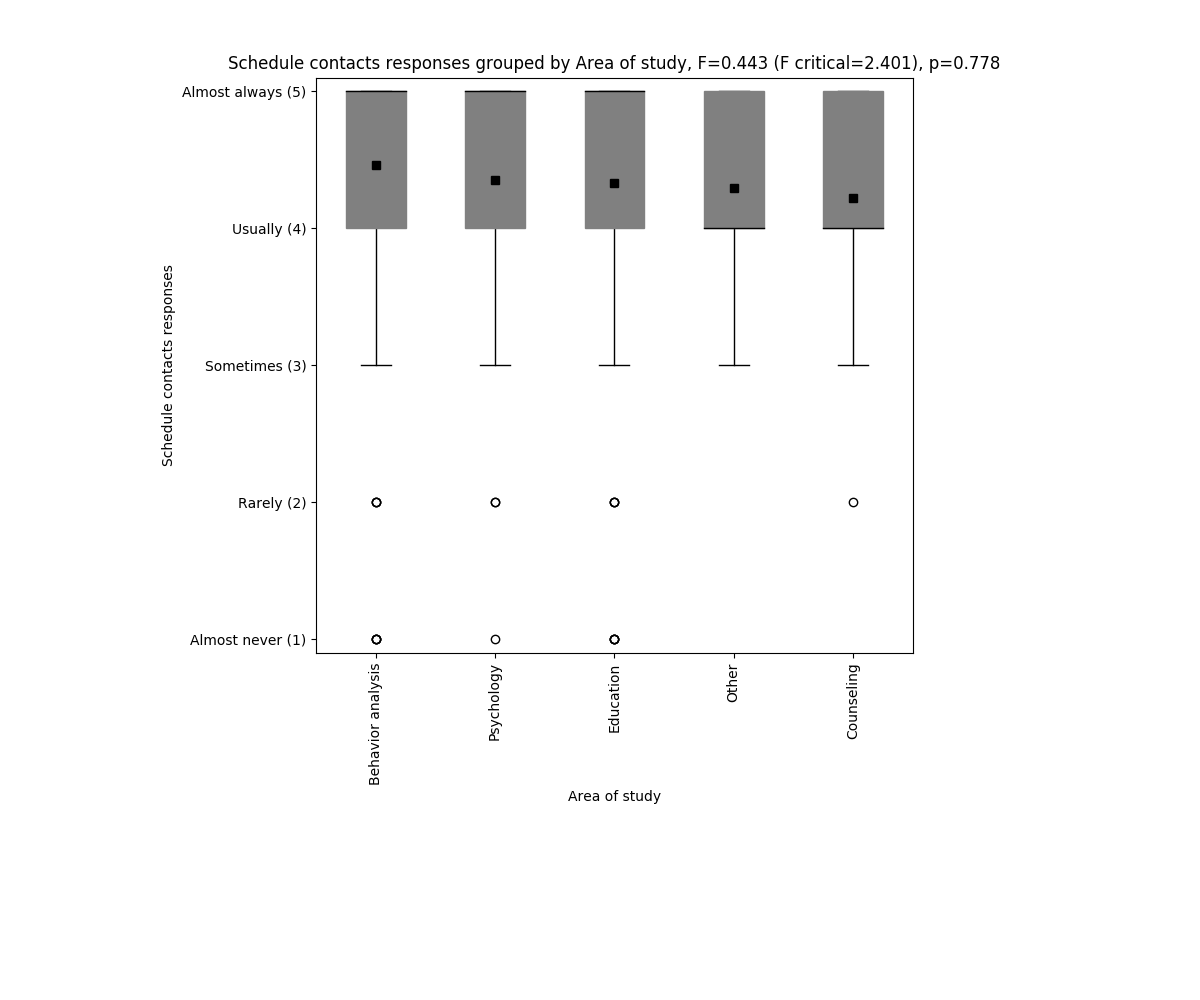 Schedule contacts responses grouped by Area of study, F=0.443 (F critical=2.401), p=0.778
Almost always (5)
Usually (4)
Sometimes (3)
Rarely (2)
Almost never (1)
Schedule contacts responses
Behavior analysis
Psychology
Education
Other
Counseling
Area of study